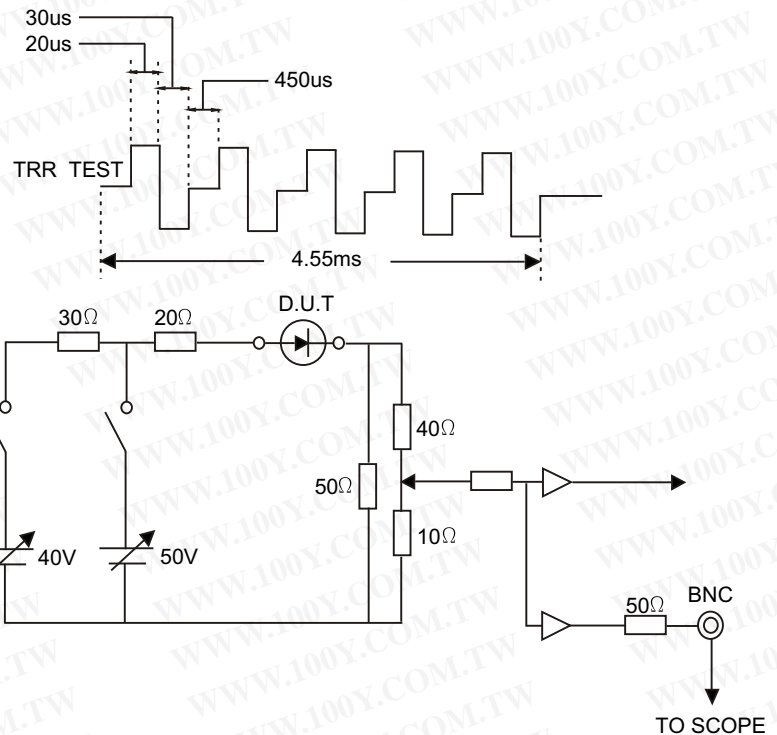 30us
20us
450us
TRR TEST
4.55ms
D.U.T
30Ω
20Ω
40Ω
50Ω
10Ω
40V
50V
50Ω
BNC
TO SCOPE
WWW.100Y.COM.TW